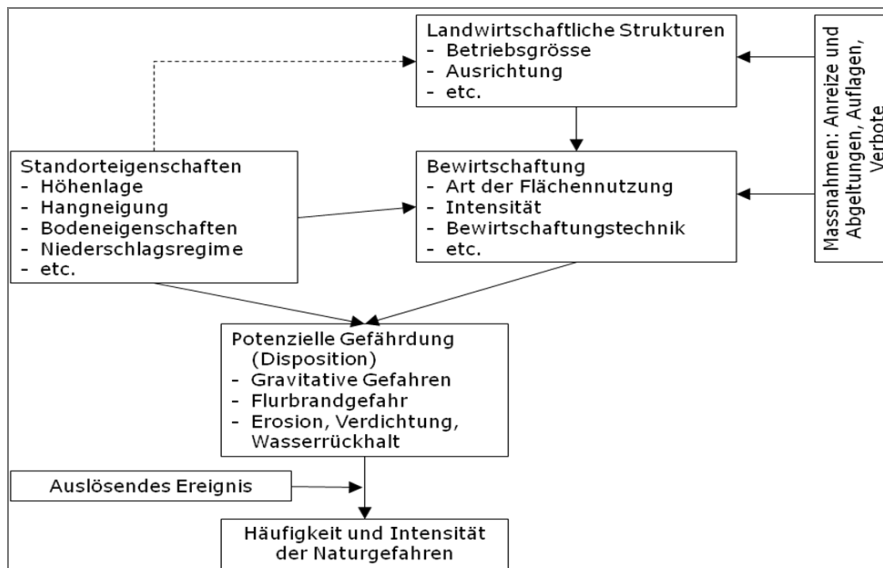 Landwirtschaftliche Strukturen
- Betriebsgrösse
- Ausrichtung
- etc.
Massnahmen: Anreize und
Abgeltungen, Auflagen,
Verbote
Standorteigenschaften
- Höhenlage
- Hangneigung
- Bodeneigenschaften
- Niederschlagsregime
- etc.
Bewirtschaftung
- Art der Flächennutzung
- Intensität
- Bewirtschaftungstechnik
- etc.
Potenzielle Gefährdung
(Disposition)
- Gravitative Gefahren
- Flurbrandgefahr
- Erosion, Verdichtung,
Wasserrückhalt
Auslösendes Ereignis
Häufigkeit und Intensität
der Naturgefahren